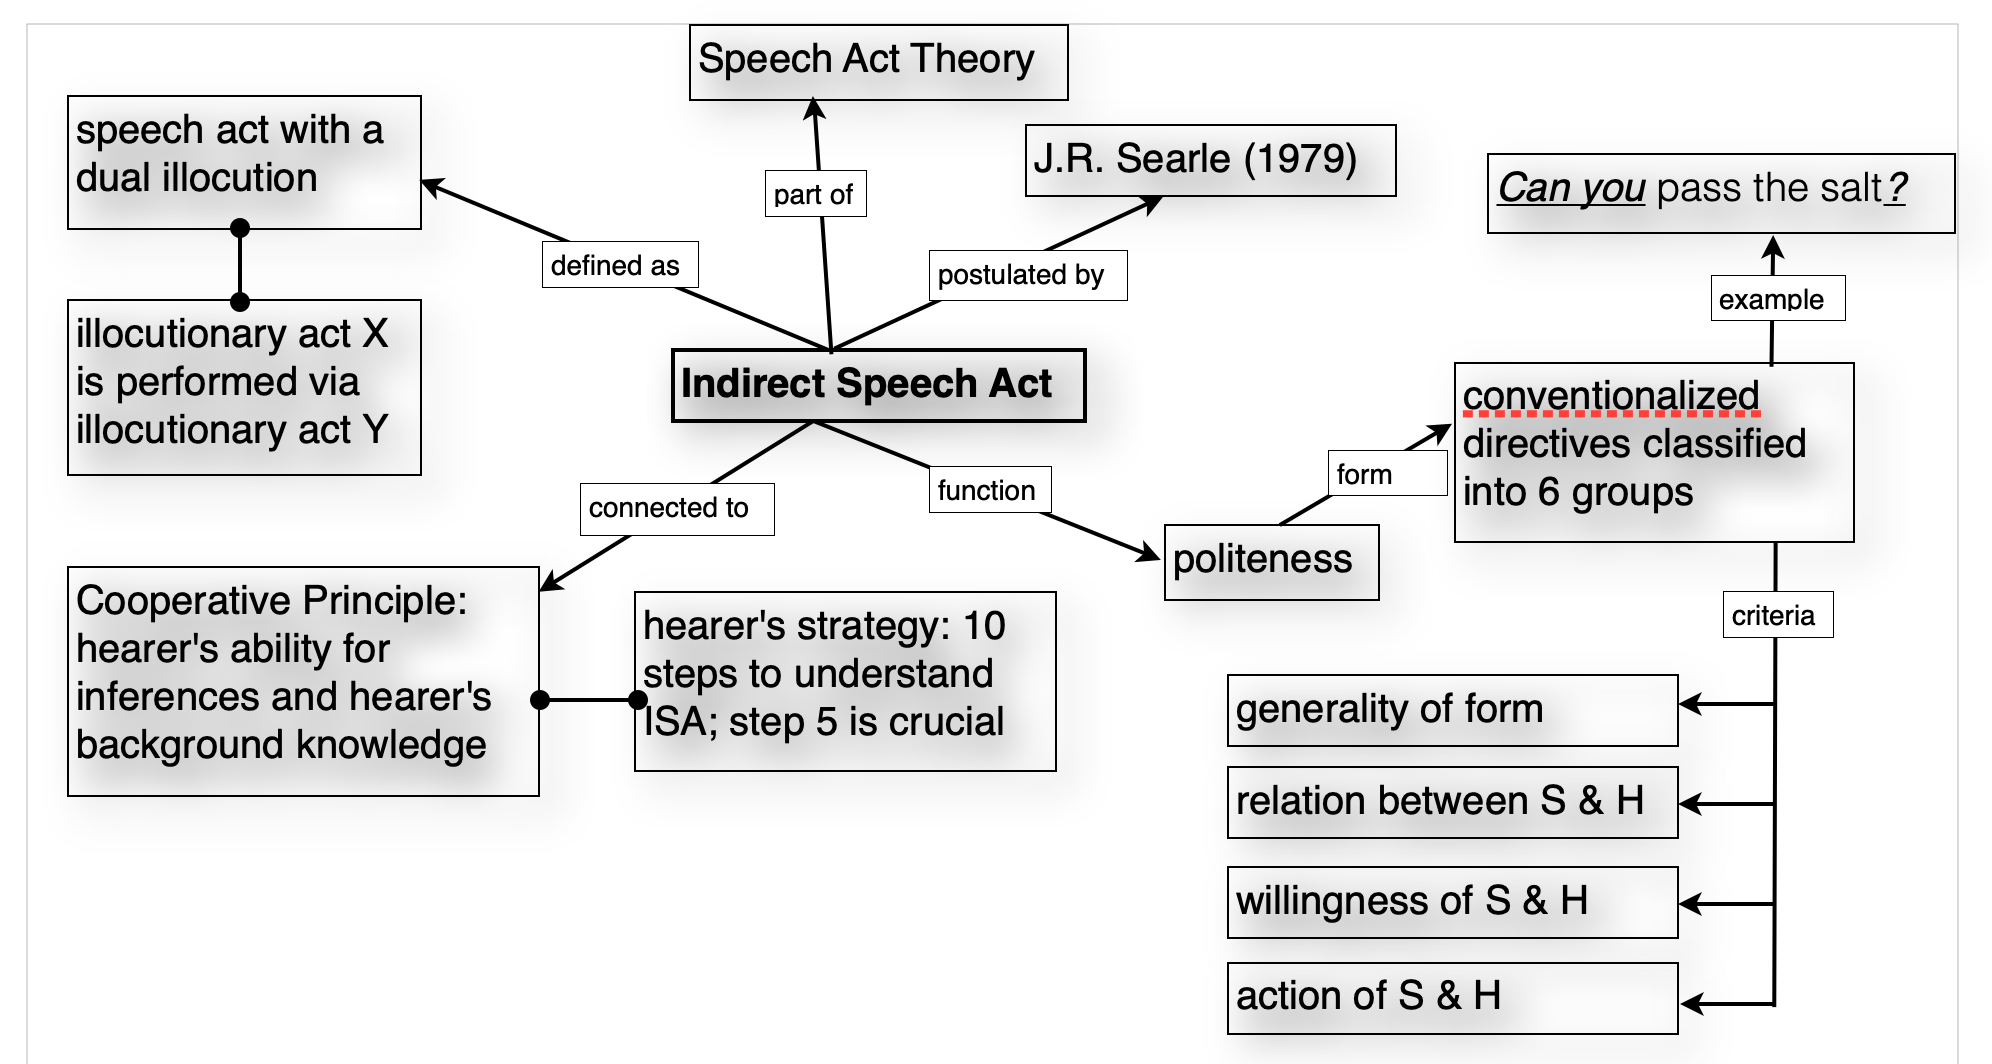 Speech Act Theory
speech act with a
dual illocution
J.R. Searle (1979)
Can you pass the salt?
part of
defined as
postulated by
example
illocutionary act X
is performed via
illocutionary act Y
Indirect Speech Act
conventionalized
directives classified
into 6 groups
form
function
connected to
politeness
Cooperative Principle:
hearer's ability for
inferences and hearer's
background knowledge
hearer's strategy: 10
steps to understand
ISA; step 5 is crucial
criteria
generality of form
relation between S & H
willingness of S & H
action of S & H